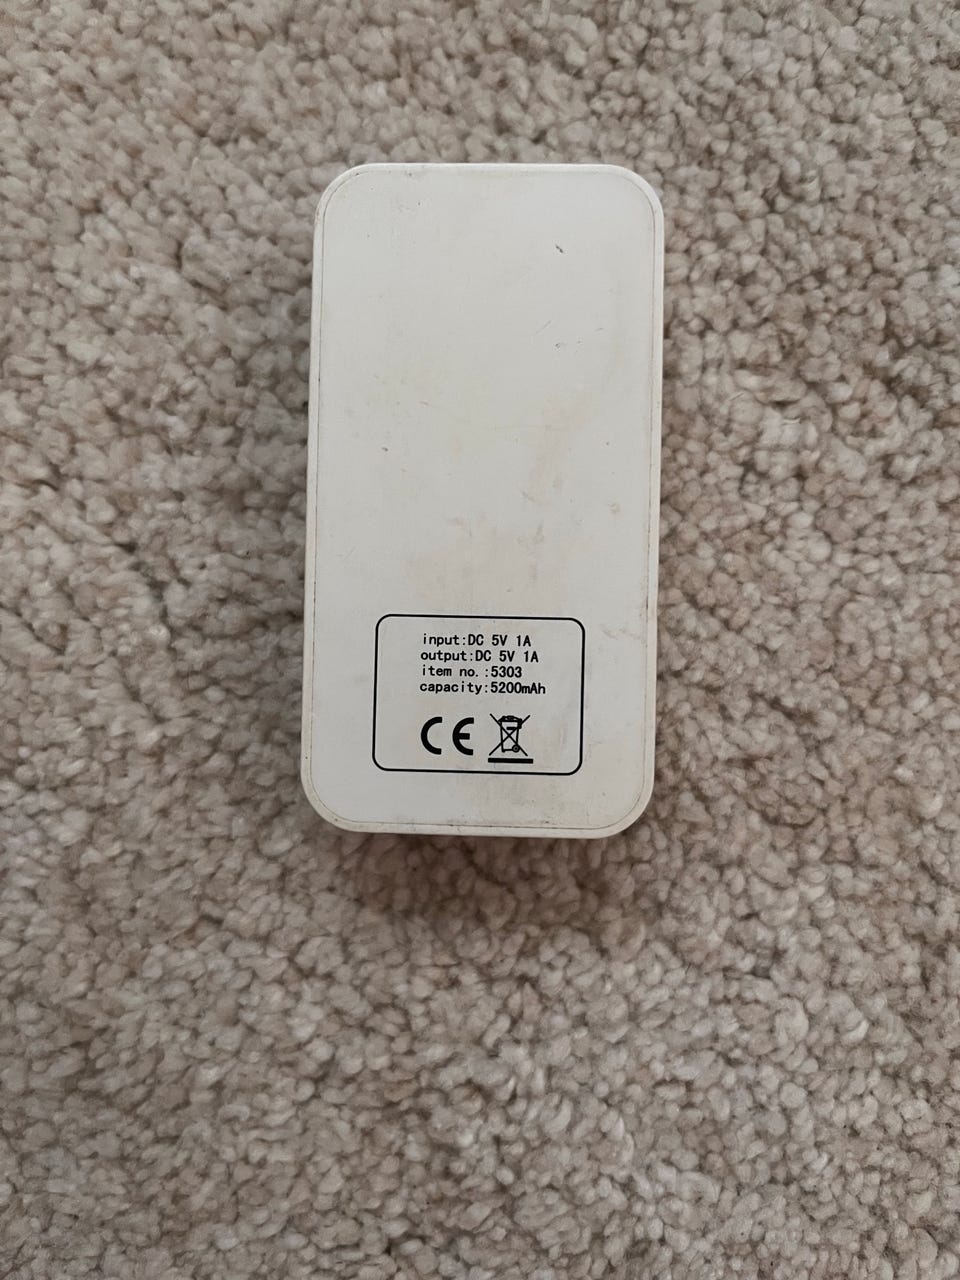 input:DC 5V 1A
output:DC 5V 1A
item no.:5303
capacity:5200mAh
CE